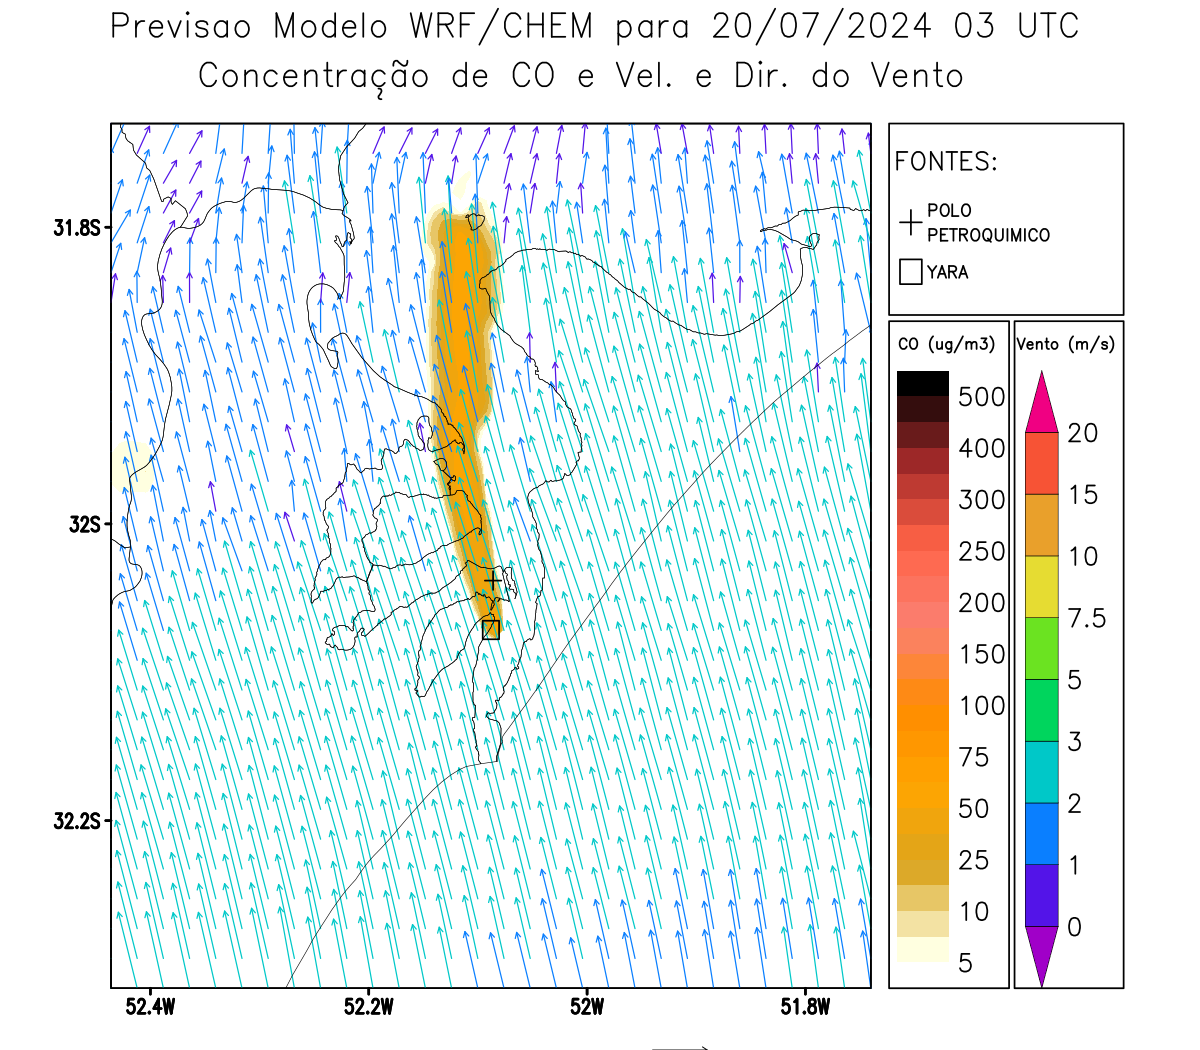 Previsao Modelo WRF/CHEM para 20/07/2024 03 UTC
Concentração de CO e Vel. e Dir. do Vento
FONTES:
POLO
PETROQUIMICO
YARA
CO (ug/m3)
500
400
300
250
200
150
100
75
50
25
10
5
Vento (m/s)
20
15
10
7.5
5
3
2
1
0
31.8S
32S
32.2S
52.4W
52.2W
52W
51.8W